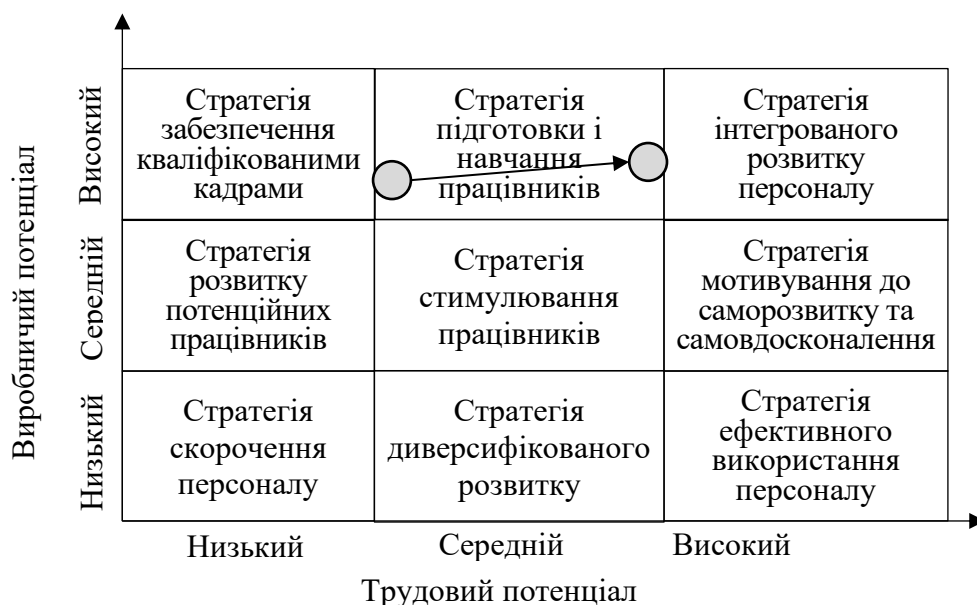 Виробничий потенціал
Високий
Середній
Низький
Стратегія
забезпечення
кваліфікованими
кадрами
Стратегія
підготовки і
навчання
працівників
Стратегія
інтегрованого
розвитку
персоналу
Стратегія
розвитку
потенційних
працівників
Стратегія
стимулювання
працівників
Стратегія
мотивування до
саморозвитку та
самовдосконалення
Стратегія
скорочення
персоналу
Стратегія
диверсифікованого
розвитку
Стратегія
ефективного
використання
персоналу
Низький
Середній
Високий
Трудовий потенціал